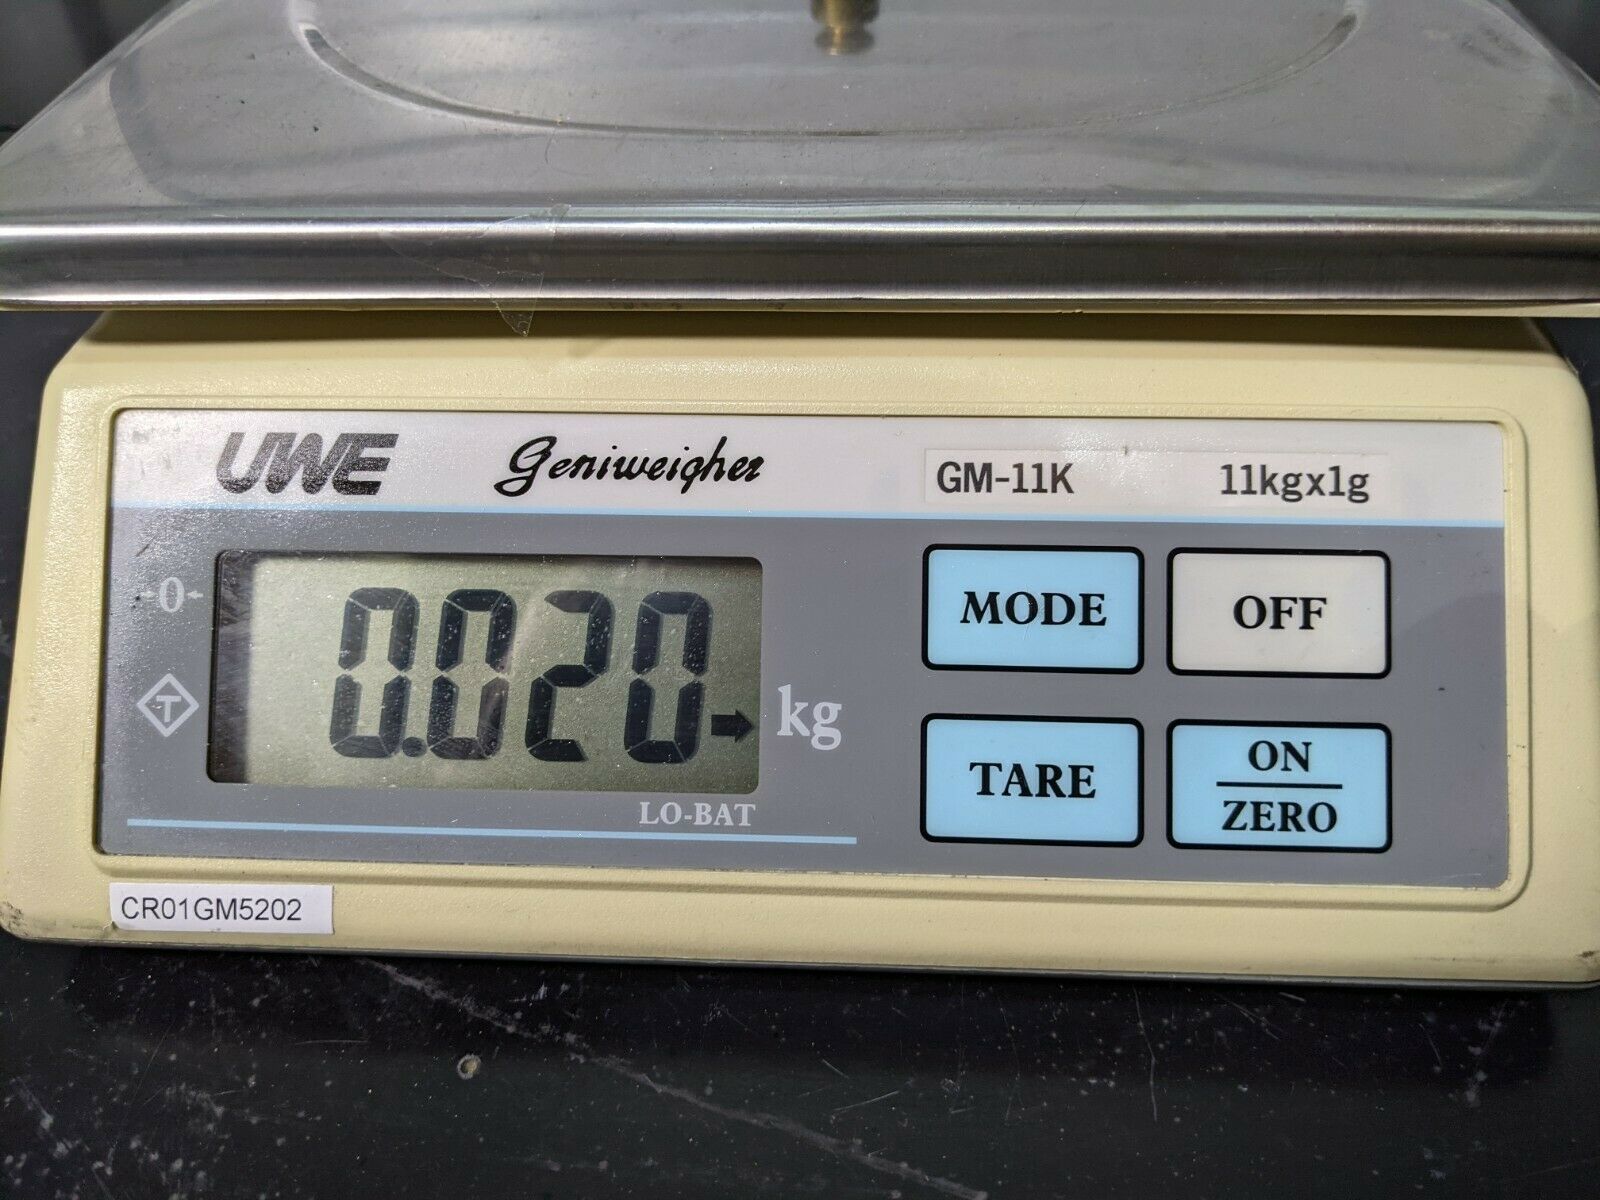 UWE Geniweigher GM-11K 11kgx1g
→0←
0.020 kg
T
LO-BAT
MODE OFF
TARE ON
ZERO
CR01GM5202